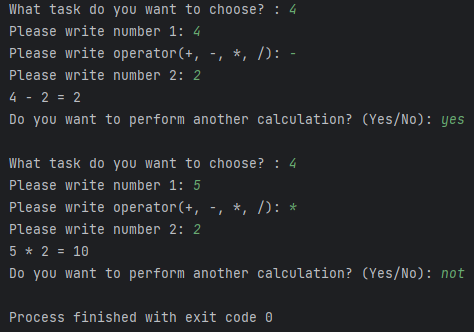 What task do you want to choose? : 4
Please write number 1: 4
Please write operator(+, -, *, /): -
Please write number 2: 2
4 - 2 = 2
Do you want to perform another calculation? (Yes/No): yes
What task do you want to choose? : 4
Please write number 1: 5
Please write operator(+, -, *, /): *
Please write number 2: 2
5 * 2 = 10
Do you want to perform another calculation? (Yes/No): not
Process finished with exit code 0